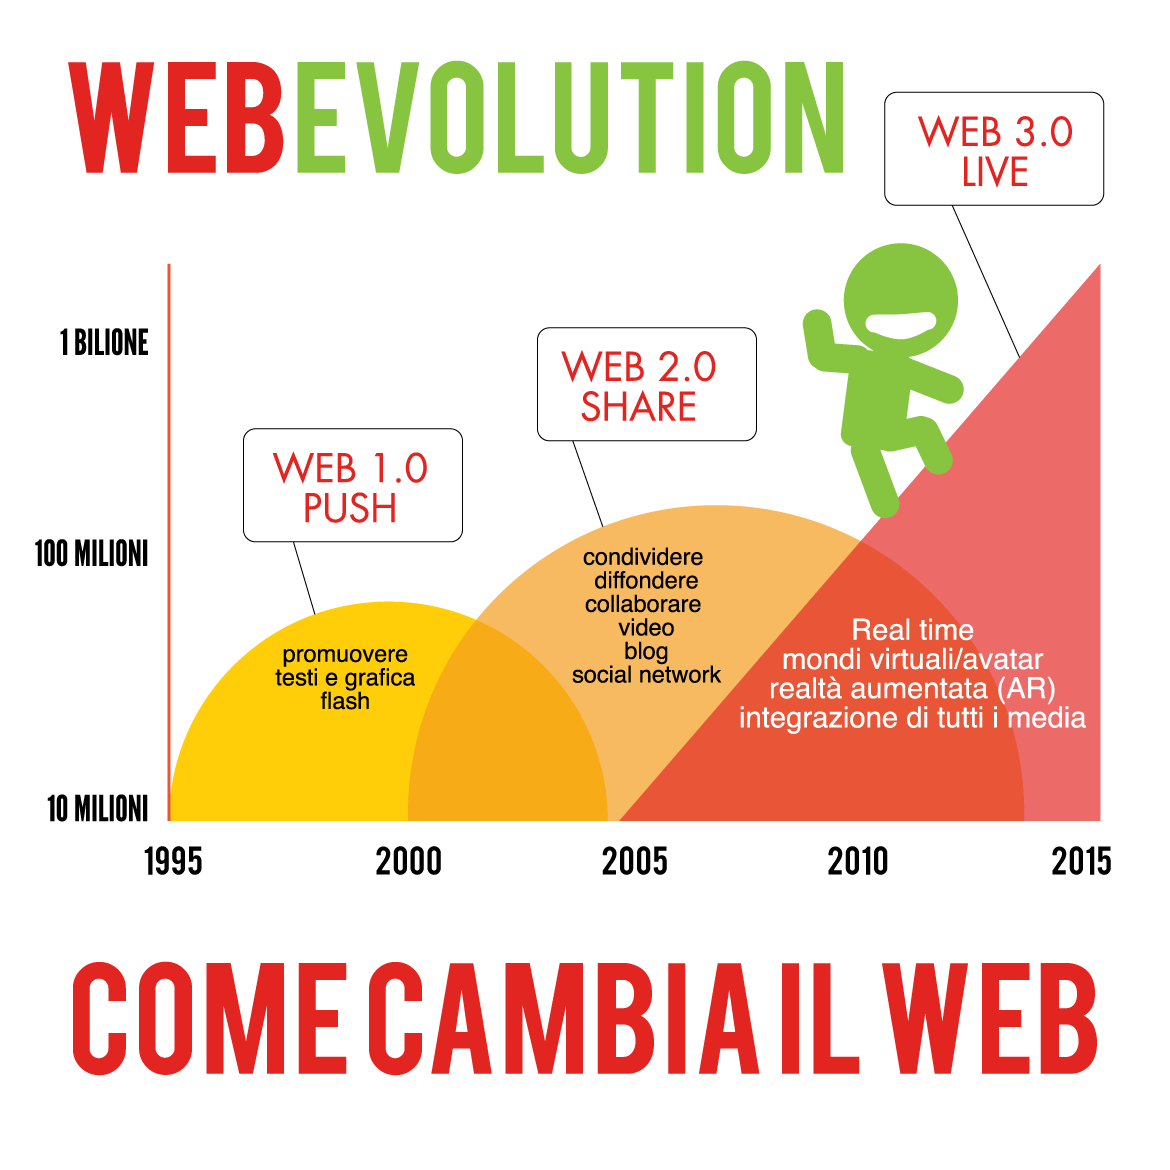 WEBEVOLUTION
WEB 3.0
LIVE
1 BILIONE
WEB 2.0
SHARE
WEB 1.0
PUSH
100 MILIONI
condividere
diffondere
collaborare
video
blog
social network
promuovere
testi e grafica
flash
Real time
mondi virtuali/avatar
realtà aumentata (AR)
integrazione di tutti i media
10 MILIONI
1995 2000 2005 2010 2015
COME CAMBIA IL WEB